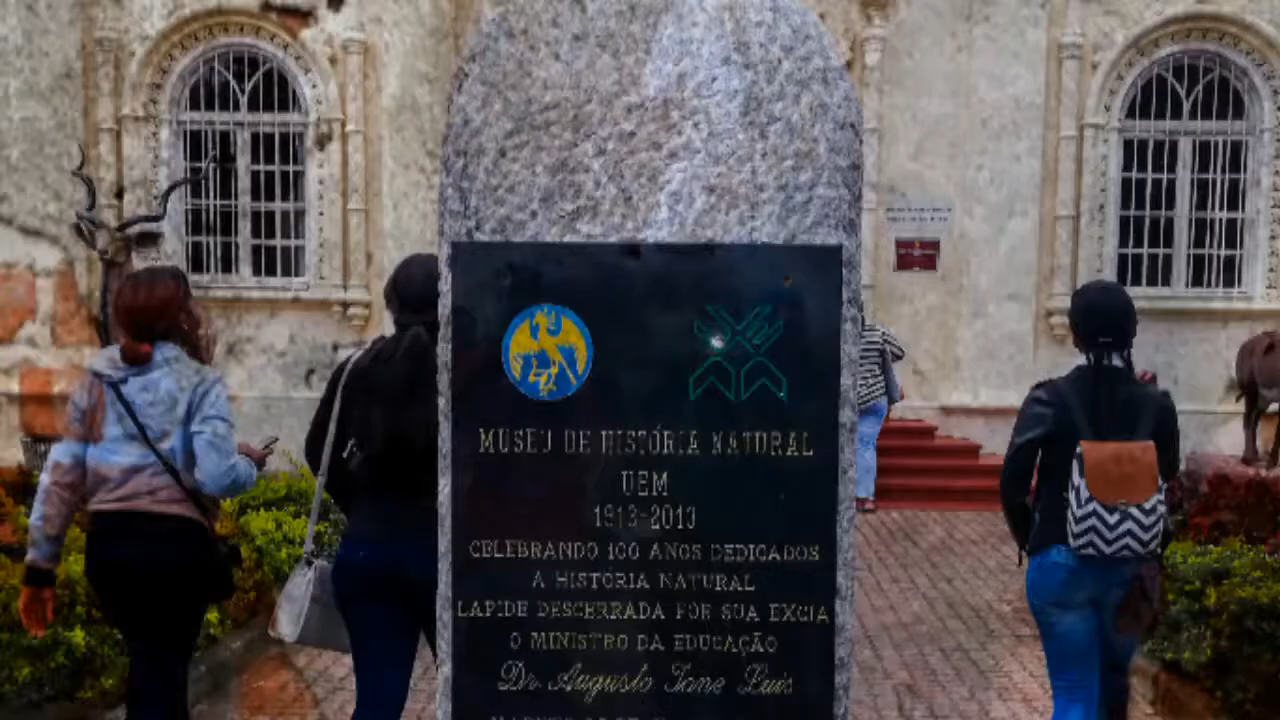 MUSEU DE HISTÓRIA NATURAL
UEM
1913-2013
CELEBRANDO 100 ANOS DEDICADOS
A HISTÓRIA NATURAL
LAPIDE DESCERRADA POR SUA EXCIA
O MINISTRO DA EDUCAÇÃO
Dr. Augusto Jone Luis